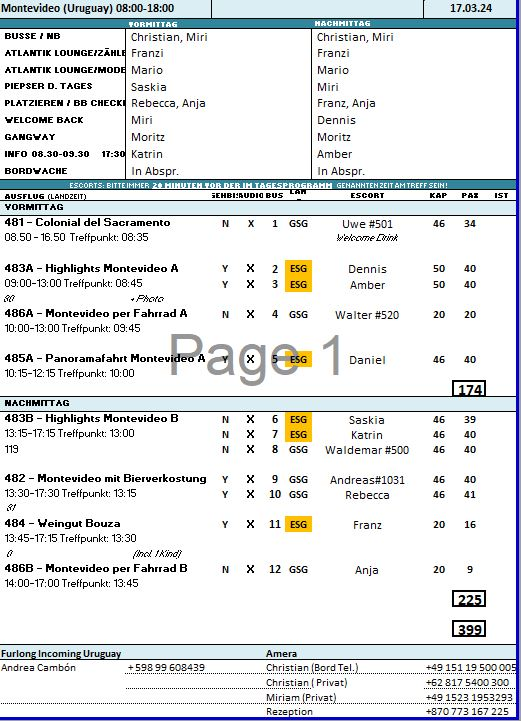 Montevideo (Uruguay) 08:00-18:00 17.03.24
VORMITTAG NACHMITTAG
BUSSE / NB Christian, Miri Christian, Miri
ATLANTIK LOUNGE/ZÄHLE Franzi Franzi
ATLANTIK LOUNGE/MODE Mario Mario
PIEPSER D. TAGES Saskia Miri
PLATZIEREN / BB CHECKI Rebecca, Anja Franz, Anja
WELCOME BACK Miri Dennis
GANGWAY Moritz Moritz
INFO 08.30-09.30 17:30 Katrin Amber
BORDWACHE In Abspr. In Abspr.
ESCORTS: BITTE IMMER 20 MINUTEN VOR DER IM TAGESPROGRAMM GENANNTEN ZEIT AM TREFF SEIN!
AUSFLUG (LANDZEIT) AUDIO BUS ESCORT KAP PAX IST
VORMITTAG
481 - Colonial del Sacramento N X 1 GSG Uwe #501 46 34
08.50 - 16.50 Treffpunkt: 08:35 Welcome Drink
483A - Highlights Montevideo A Y X 2 ESG Dennis 50 40
09:00-13:00 Treffpunkt: 08:45 Y X 3 ESG Amber 50 40
80 + Photo
486A - Montevideo per Fahrrad A N X 4 GSG Walter #520 20 20
10:00-13:00 Treffpunkt: 09:45
485A - Panoramafahrt Montevideo A Y X 5 ESG Daniel 46 40
10:15-12:15 Treffpunkt: 10:00
Page 1
174
NACHMITTAG
483B - Highlights Montevideo B N X 6 ESG Saskia 46 39
13:15-17:15 Treffpunkt: 13:00 N X 7 ESG Katrin 46 40
119 N X 8 GSG Waldemar #500 46 40
482 - Montevideo mit Bierverkostung Y X 9 GSG Andreas#1031 46 40
13:30-17:30 Treffpunkt: 13:15 Y X 10 GSG Rebecca 46 41
81
484 - Weingut Bouza Y X 11 ESG Franz 20 16
13:45-17:15 Treffpunkt: 13:30
0 (Incl. 1 Kind)
486B - Montevideo per Fahrrad B N X 12 GSG Anja 20 9
14:00-17:00 Treffpunkt: 13:45
225
399
Furlong Incoming Uruguay Amera
Andrea Cambón +598 99 608439 Christian (Bord Tel.) +49 151 19 500 005
Christian ( Privat) +62 817 5400 300
Miriam (Privat) +49 1523 1953293
Rezeption +870 773 167 225